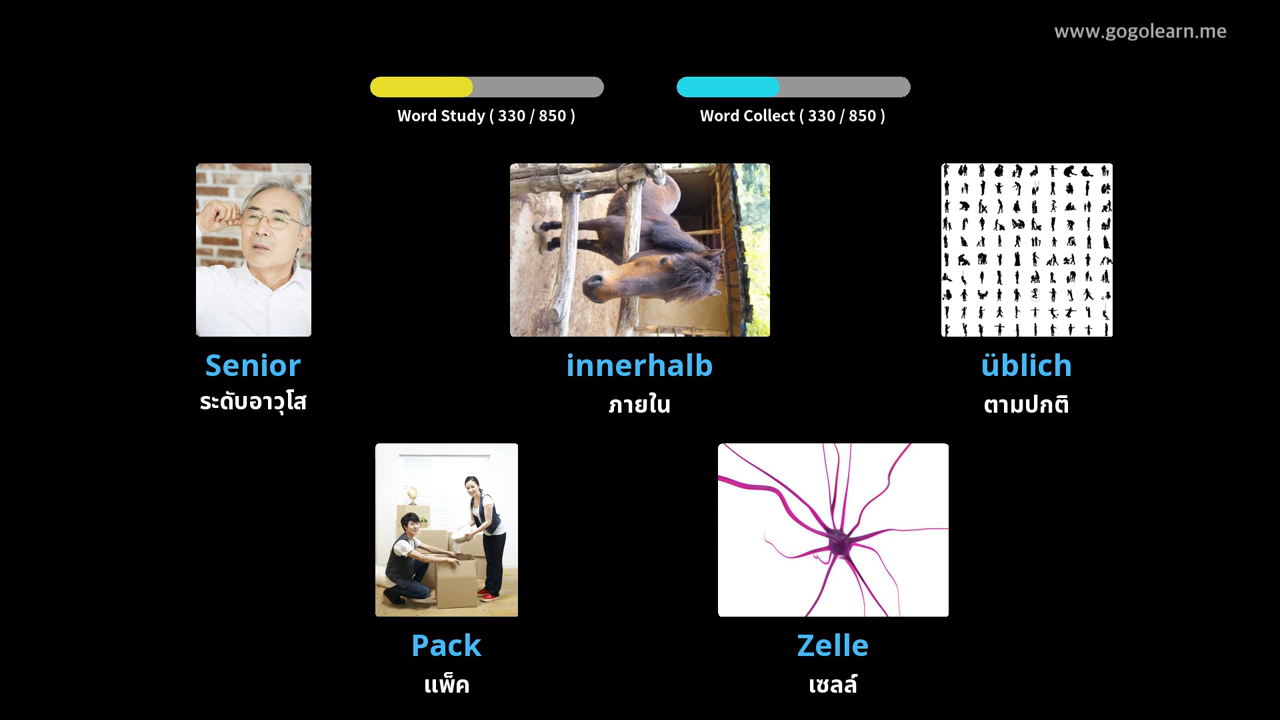 www.gogolearn.me
Word Study ( 330 / 850 )
Word Collect ( 330 / 850 )
Senior
ระดับอาวุโส
innerhalb
ภายใน
üblich
ตามปกติ
Pack
แพ็ค
Zelle
เซลล์